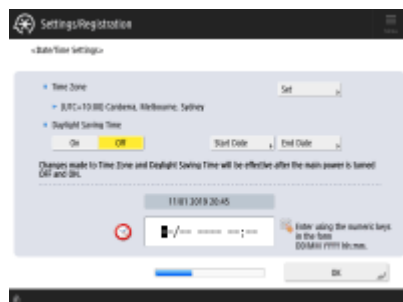 Settings/Registration
Menu
<Date/Time Settings>
Time Zone
Set
(UTC+10:00) Canberra, Melbourne, Sydney
Daylight Saving Time
On
Off
Start Date
End Date
Changes made to Time Zone and Daylight Saving Time will be effective after the main power is turned
OFF and ON.
11/01 2019 20:45
-/-- ---- --:--
Enter using the numeric keys
in the form
DD/MM YYYY hh:mm.
OK